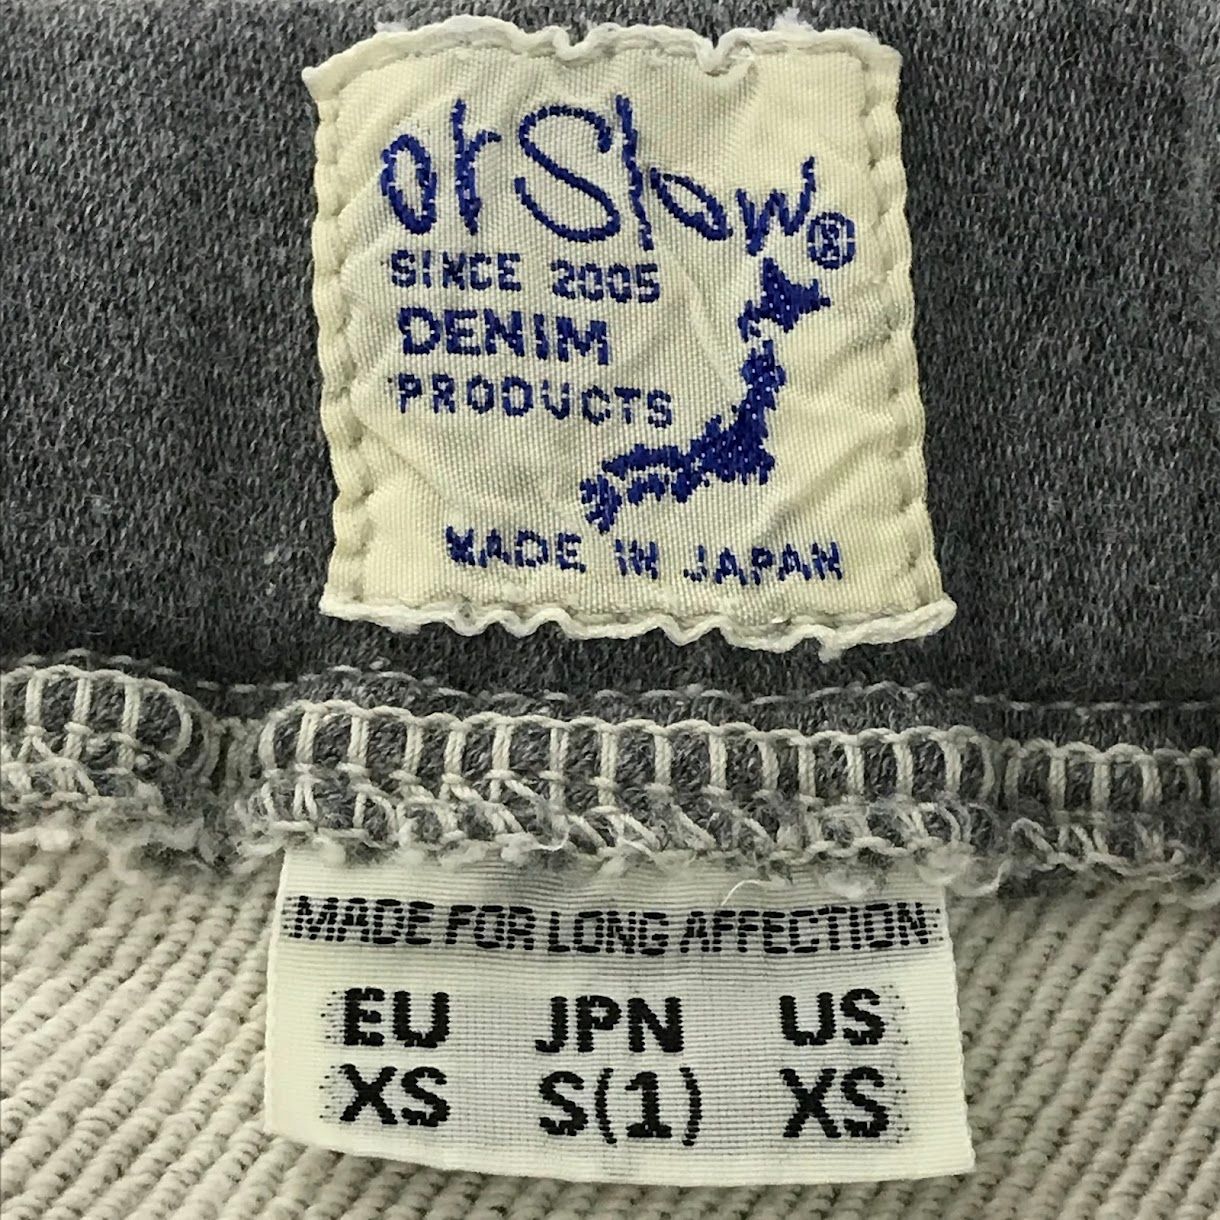 orSlow®
SINCE 2005
DENIM
PRODUCTS
MADE IN JAPAN
MADE FOR LONG AFFECTION
EU JPN US
XS S(1) XS